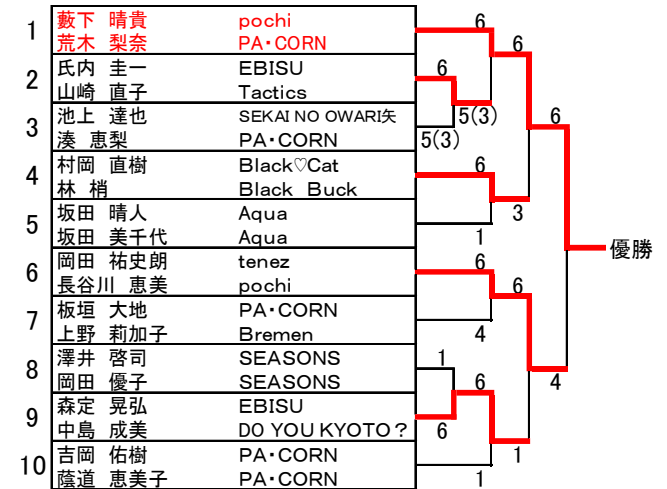 1 藪下 晴貴 pochi
荒木 梨奈 PA・CORN
2 氏内 圭一 EBISU
山崎 直子 Tactics
3 池上 達也 SEKAI NO OWARI矢
湊 恵梨 PA・CORN
4 村岡 直樹 Black♡Cat
林 梢 Black Buck
5 坂田 晴人 Aqua
坂田 美千代 Aqua
6 岡田 祐史朗 tenez
長谷川 恵美 pochi
7 板垣 大地 PA・CORN
上野 莉加子 Bremen
8 澤井 啓司 SEASONS
岡田 優子 SEASONS
9 森定 晃弘 EBISU
中島 成美 DO YOU KYOTO?
10 吉岡 佑樹 PA・CORN
蔭道 恵美子 PA・CORN
6
6
6
5(3)
6
5(3)
6
3
1
優勝
6
6
4
4
1
6
6
1
1